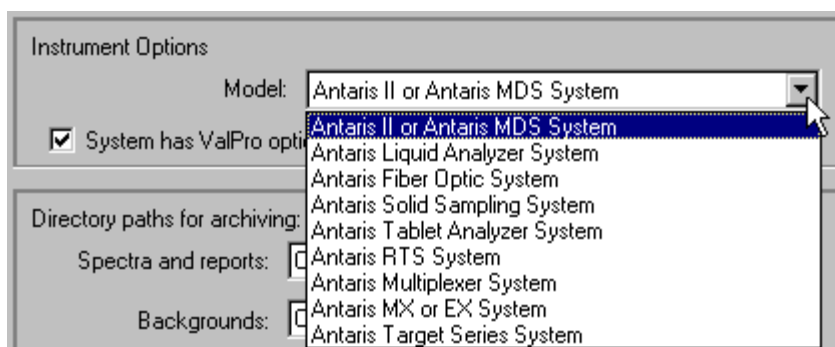 Instrument Options
Model: Antaris II or Antaris MDS System
Antaris II or Antaris MDS System
System has ValPro opti
Antaris Liquid Analyzer System
Antaris Fiber Optic System
Antaris Solid Sampling System
Directory paths for archiving:
Antaris Tablet Analyzer System
Spectra and reports:
Antaris RTS System
Antaris Multiplexer System
Antaris MX or EX System
Backgrounds:
Antaris Target Series System